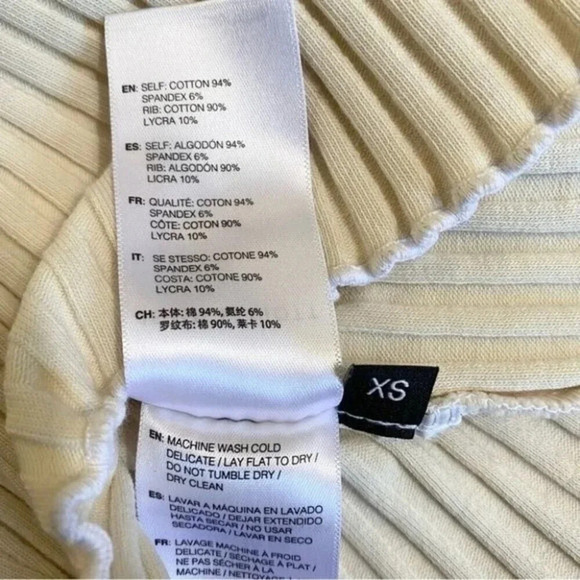 EN: SELF: COTTON 94%
SPANDEX 6%
RIB: COTTON 90%
LYCRA 10%
ES: SELF: ALGODÓN 94%
SPANDEX 6%
RIB: ALGODÓN 90%
LICRA 10%
FR: QUALITÉ: COTON 94%
SPANDEX 6%
CÔTE: COTON 90%
LYCRA 10%
IT: SE STESSO: COTONE 94%
SPANDEX 6%
COSTA: COTONE 90%
LYCRA 10%
CH: 本体: 棉 94%, 氨纶 6%
罗纹布: 棉 90%, 莱卡 10%
XS
EN: MACHINE WASH COLD
DELICATE / LAY FLAT TO DRY /
DO NOT TUMBLE DRY /
DRY CLEAN
ES: LAVAR A MÁQUINA EN LAVADO
DELICADO / DEJAR EXTENDIDO
HASTA SECAR / NO USAR
SECADORA / LAVAR EN SECO
FR: LAVAGE MACHINE À FROID
DELICATE / SÉCHAGE À PLAT /
NE PAS SÉCHER À LA
MACHINE / NETTOYAGE